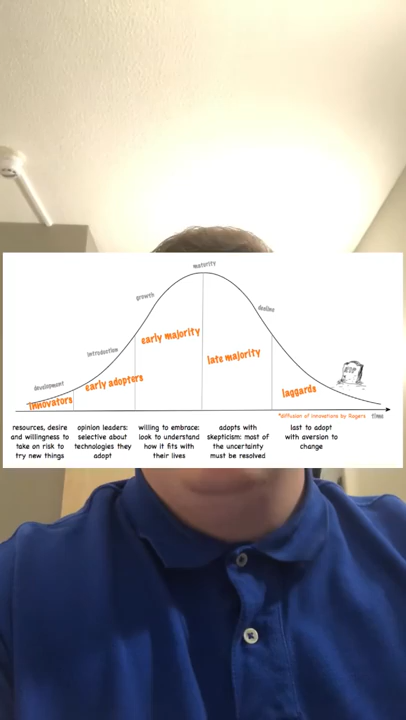 maturity
growth
decline
introduction
development
early majority
late majority
early adopters
innovators
laggards
RIP
*diffusion of innovations by Rogers
time
resources, desire
and willingness to
take on risk to
try new things
opinion leaders:
selective about
technologies they
adopt
willing to embrace:
look to understand
how it fits with
their lives
adopts with
skepticism: most of
the uncertainty
must be resolved
last to adopt
with aversion to
change